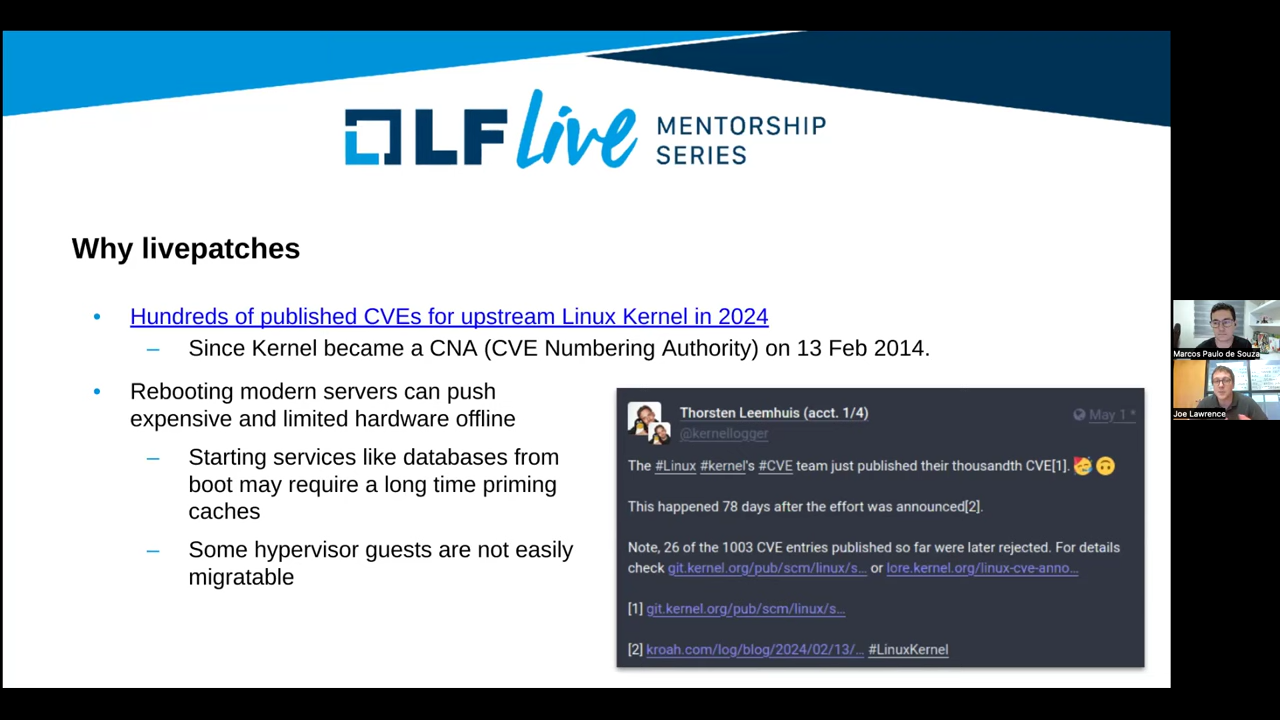 LF live MENTORSHIP
SERIES
Why livepatches
• Hundreds of published CVEs for upstream Linux Kernel in 2024
– Since Kernel became a CNA (CVE Numbering Authority) on 13 Feb 2014.
• Rebooting modern servers can push
expensive and limited hardware offline
– Starting services like databases from
boot may require a long time priming
caches
– Some hypervisor guests are not easily
migratable
Thorsten Leemhuis (acct. 1/4)
May 1 *
@kernellogger
The #Linux #kernel's #CVE team just published their thousandth CVE[1]. 🥳 🙃
This happened 78 days after the effort was announced[2].
Note, 26 of the 1003 CVE entries published so far were later rejected. For details
check git.kernel.org/pub/scm/linux/s... or lore.kernel.org/linux-cve-anno...
[1] git.kernel.org/pub/scm/linux/s...
[2] kroah.com/log/blog/2024/02/13/... #LinuxKernel
Marcos Paulo de Souza
Joe Lawrence